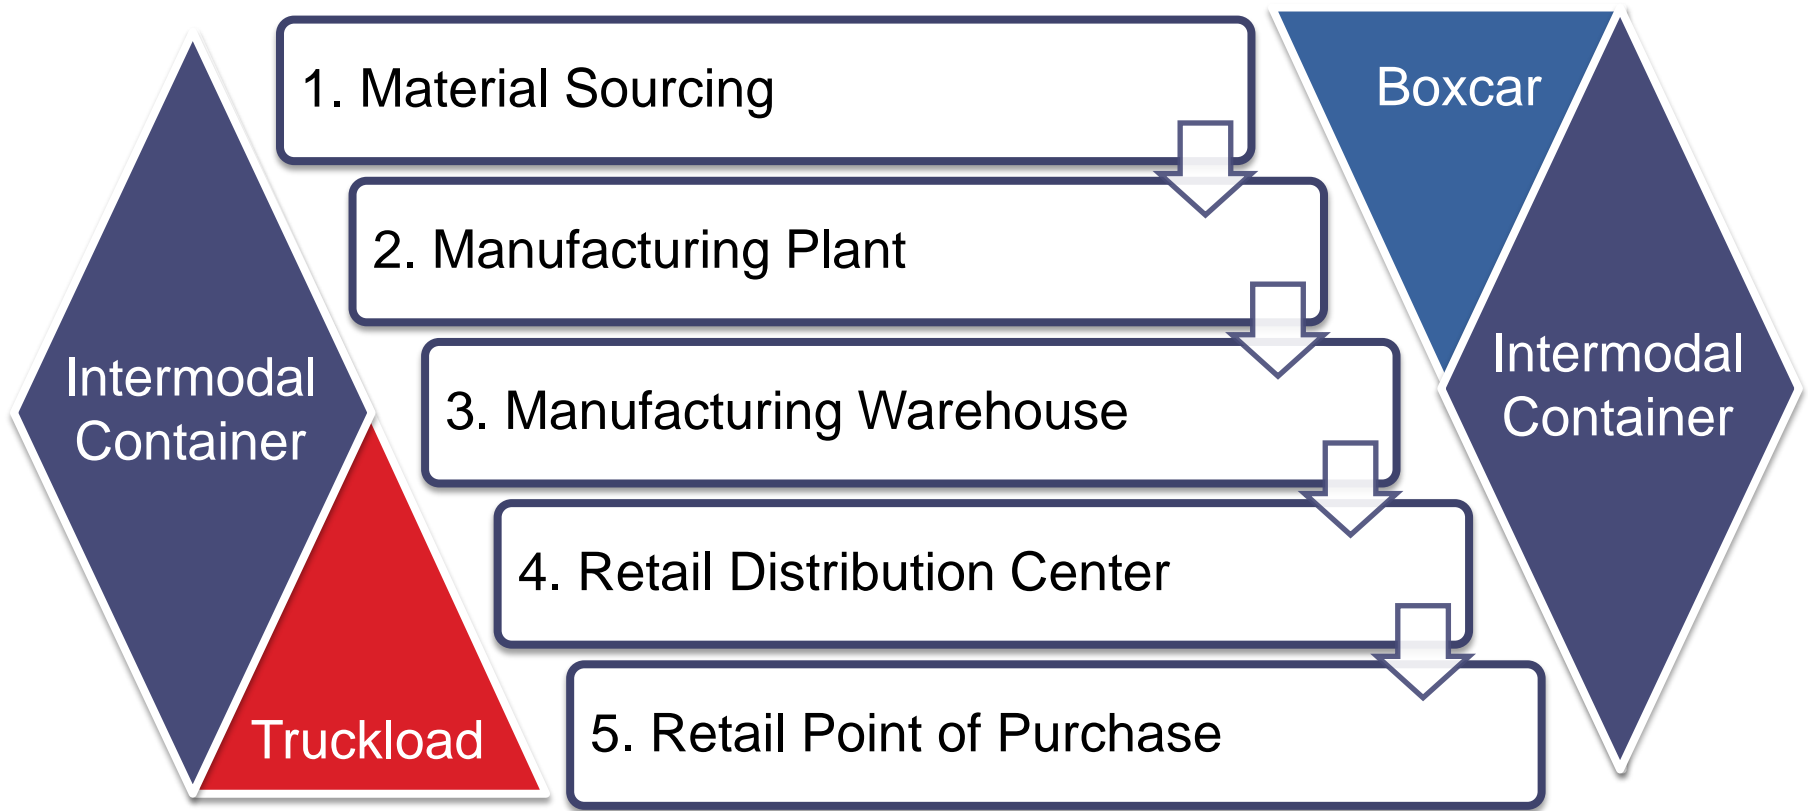 1. Material Sourcing
Boxcar
2. Manufacturing Plant
Intermodal
Container
3. Manufacturing Warehouse
Intermodal
Container
4. Retail Distribution Center
Truckload
5. Retail Point of Purchase